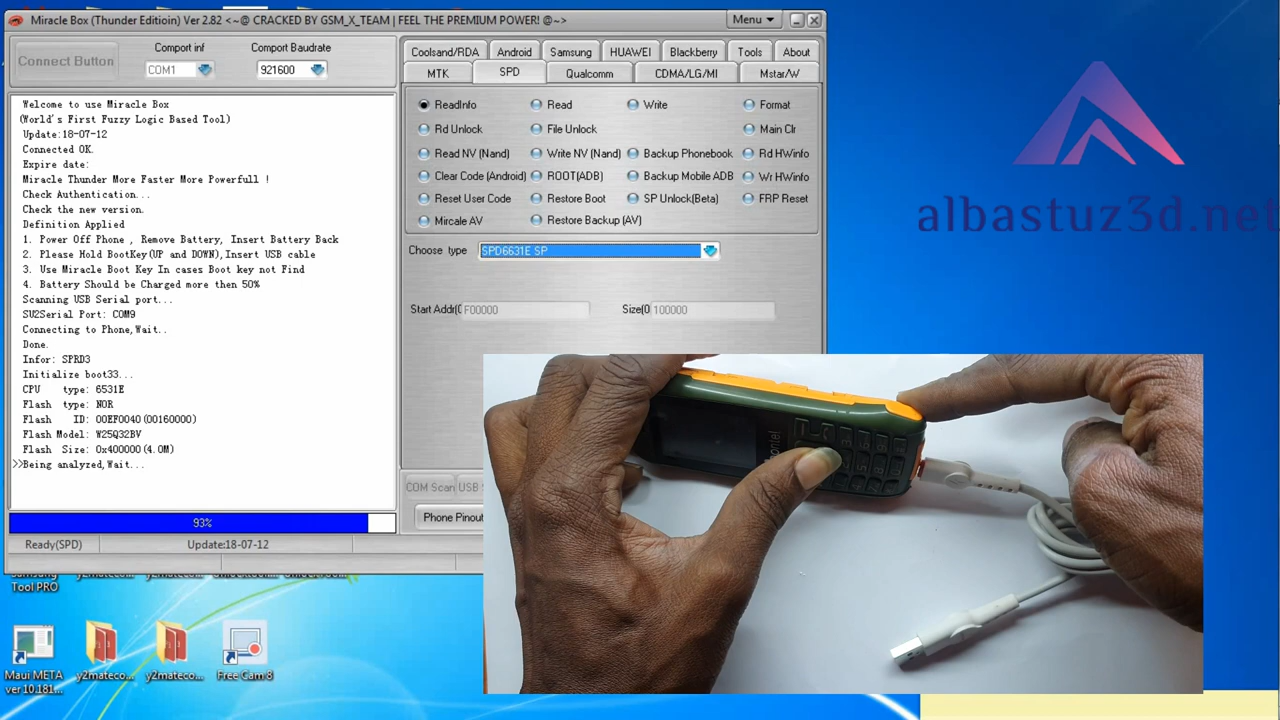 Miracle Box (Thunder Editioin) Ver 2.82 <~@ CRACKED BY GSM_X_TEAM | FEEL THE PREMIUM POWER! @~>
Menu
Connect Button
Comport inf
Comport Baudrate
COM1
921600
Coolsand/RDA
Android
Samsung
HUAWEI
Blackberry
Tools
About
MTK
SPD
Qualcomm
CDMA/LG/MI
Mstar/W
Welcome to use Miracle Box
(World's First Fuzzy Logic Based Tool)
Update:18-07-12
Connected OK.
Expire date:
Miracle Thunder More Faster More Powerfull !
Check Authentication...
Check the new version.
Definition Applied
1. Power Off Phone , Remove Battery, Insert Battery Back
2. Please Hold BootKey(UP and DOWN),Insert USB cable
3. Use Miracle Boot Key In cases Boot key not Find
4. Battery Should be Charged more then 50%
Scanning USB Serial port...
SU2Serial Port: COM9
Connecting to Phone,Wait..
Done.
Infor: SPRD3
Initialize boot33...
CPU type: 6531E
Flash type: NOR
Flash ID: 00EF0040(00160000)
Flash Model: W25Q32BV
Flash Size: 0x400000(4.0M)
>>Being analyzed,Wait...
93%
Ready(SPD)
Update:18-07-12
ReadInfo
Read
Write
Format
Rd Unlock
File Unlock
Main Clr
Read NV (Nand)
Write NV (Nand)
Backup Phonebook
Rd HWinfo
Clear Code (Android)
ROOT(ADB)
Backup Mobile ADB
Wr HWinfo
Reset User Code
Restore Boot
SP Unlock(Beta)
FRP Reset
Mircale AV
Restore Backup (AV)
Choose type
SPD6631E SP
Start Addr(0
F00000
Size(0
100000
COM Scan
USB
Phone Pinout
albastuz3d.net
Tool PRO
y2mateco...
y2mateco...
Maui META
ver 10.181...
y2mateco...
y2mateco...
Free Cam 8